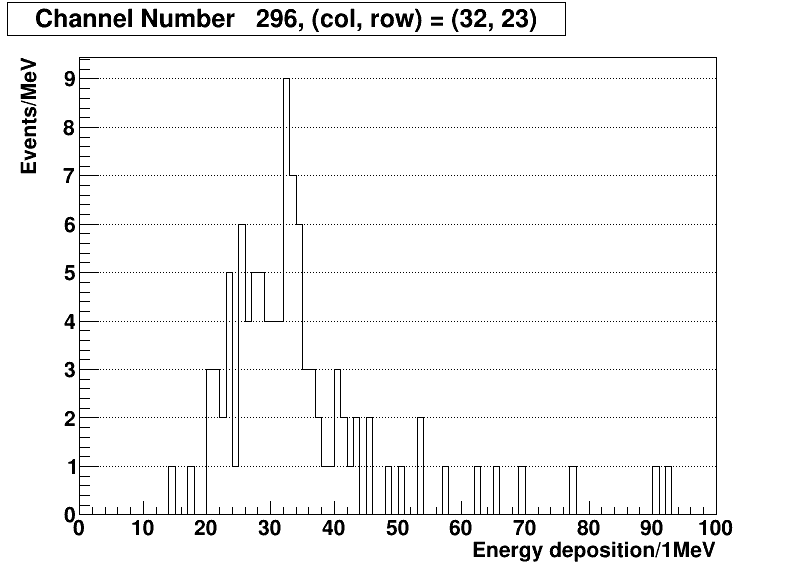 Channel Number   296, (col, row) = (32, 23)
Events/MeV
9
8
7
6
5
4
3
2
1
0
0 10 20 30 40 50 60 70 80 90 100
Energy deposition/1MeV